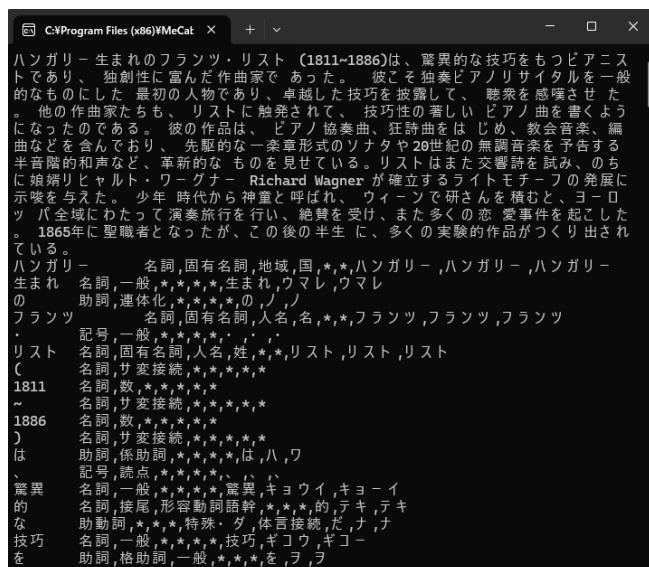 C:¥Program Files (x86)¥MeCab
ハンガリー生まれのフランツ・リスト (1811~1886)は、驚異的な技巧をもつピアニス
トであり、 独創性に富んだ作曲家で あった。 彼こそ独奏ピアノリサイタルを一般
的なものにした 最初の人物であり、卓越した技巧を披露して、 聴衆を感嘆させ た
。 他の作曲家たちも、 リストに触発されて、 技巧性の著しい ピアノ曲を書くよう
になったのである。 彼の作品は、 ピアノ協奏曲、狂詩曲をは じめ、教会音楽、編
曲などを含んでおり、 先駆的な一楽章形式のソナタや20世紀の無調音楽を予告する
半音階的和声など、革新的な ものを見せている。リストはまた交響詩を試み、のち
に娘婿リヒャルト・ワーグナー Richard Wagner が確立するライトモチーフの発展に
示唆を与えた。 少年 時代から神童と呼ばれ、 ウィーンで研さんを積むと、ヨーロ
ッ パ全域にわたって演奏旅行を行い、絶賛を受け、また多くの恋 愛事件を起こした
。 1865年に聖職者となったが、この後の半生 に、多くの実験的作品がつくり出され
ている。
ハンガリー 名詞,固有名詞,地域,国,*,*,ハンガリー,ハンガリー,ハンガリー
生まれ 名詞,一般,*,*,*,*,生まれ,ウマレ,ウマレ
の 助詞,連体化,*,*,*,*,の,ノ,ノ
フランツ 名詞,固有名詞,人名,名,*,*,フランツ,フランツ,フランツ
・ 記号,一般,*,*,*,*,・,・,・
リスト 名詞,固有名詞,人名,姓,*,*,リスト,リスト,リスト
( 名詞,サ変接続,*,*,*,*,*
1811 名詞,数,*,*,*,*,*
~ 名詞,サ変接続,*,*,*,*,*
1886 名詞,数,*,*,*,*,*
) 名詞,サ変接続,*,*,*,*,*
は 助詞,係助詞,*,*,*,*,は,ハ,ワ
、 記号,読点,*,*,*,*,、,、,、
驚異 名詞,一般,*,*,*,*,驚異,キョウイ,キョーイ
的 名詞,接尾,形容動詞語幹,*,*,*,的,テキ,テキ
な 助動詞,*,*,*,特殊・ダ,体言接続,だ,ナ,ナ
技巧 名詞,一般,*,*,*,*,技巧,ギコウ,ギコー
を 助詞,格助詞,一般,*,*,*,を,ヲ,ヲ